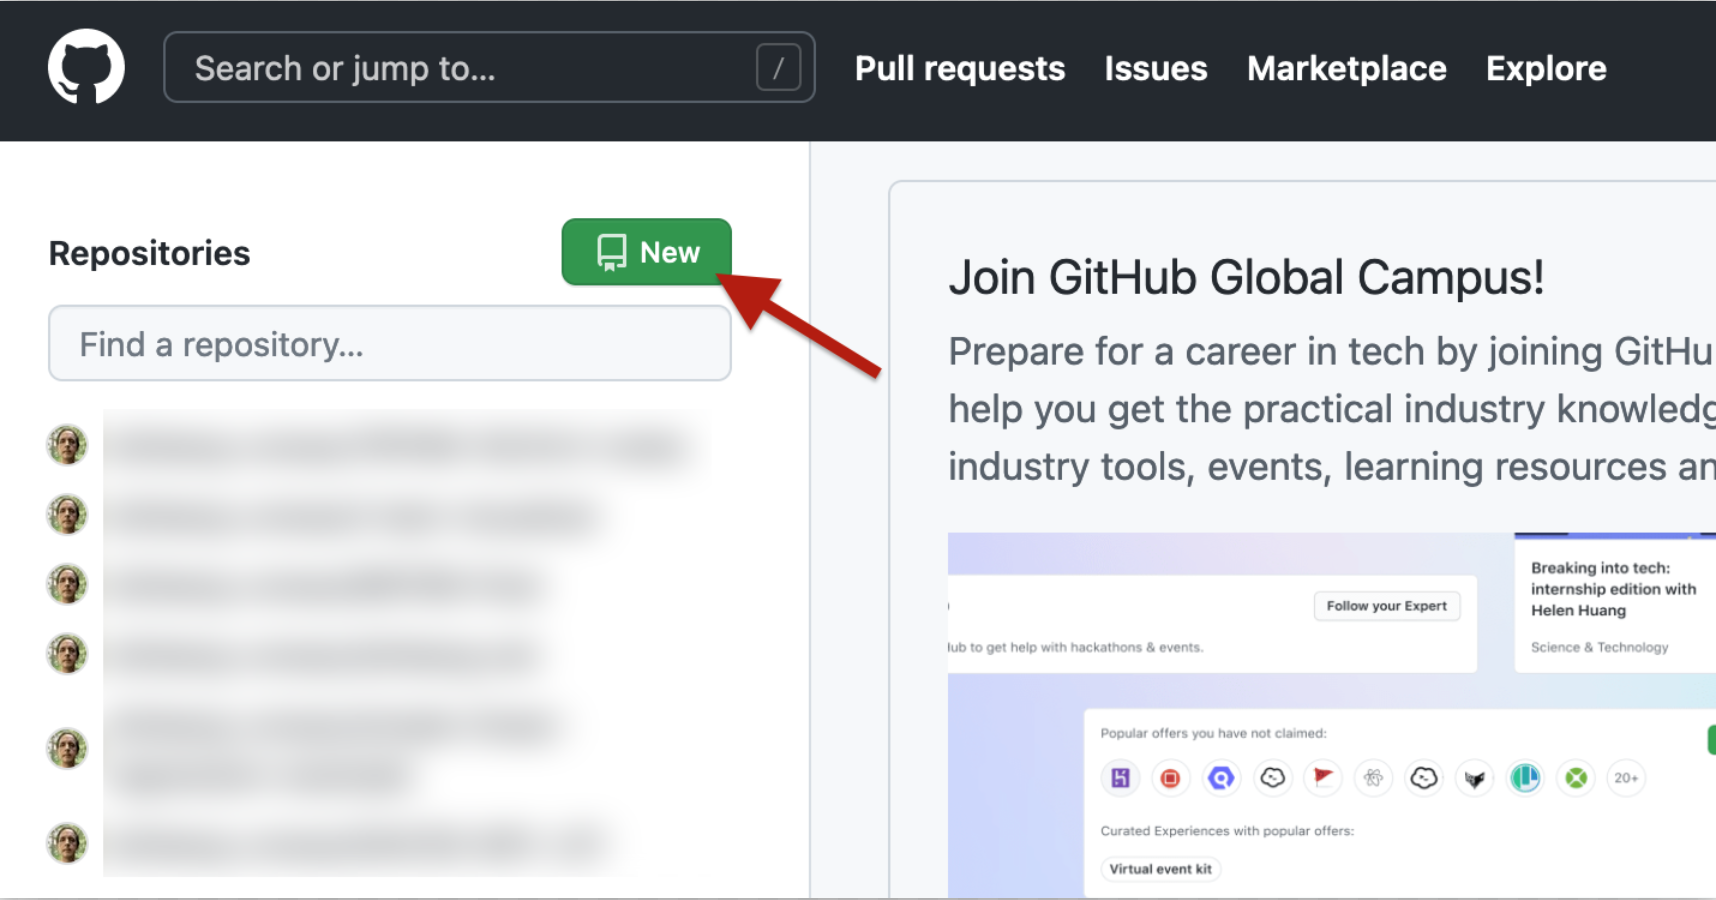 Search or jump to...
/
Pull requests
Issues
Marketplace
Explore
Repositories
New
Find a repository...
Join GitHub Global Campus!
Prepare for a career in tech by joining GitHu
help you get the practical industry knowledg
industry tools, events, learning resources an
Follow your Expert
lub to get help with hackathons & events.
Breaking into tech:
internship edition with
Helen Huang
Science & Technology
Popular offers you have not claimed:
20+
Curated Experiences with popular offers:
Virtual event kit